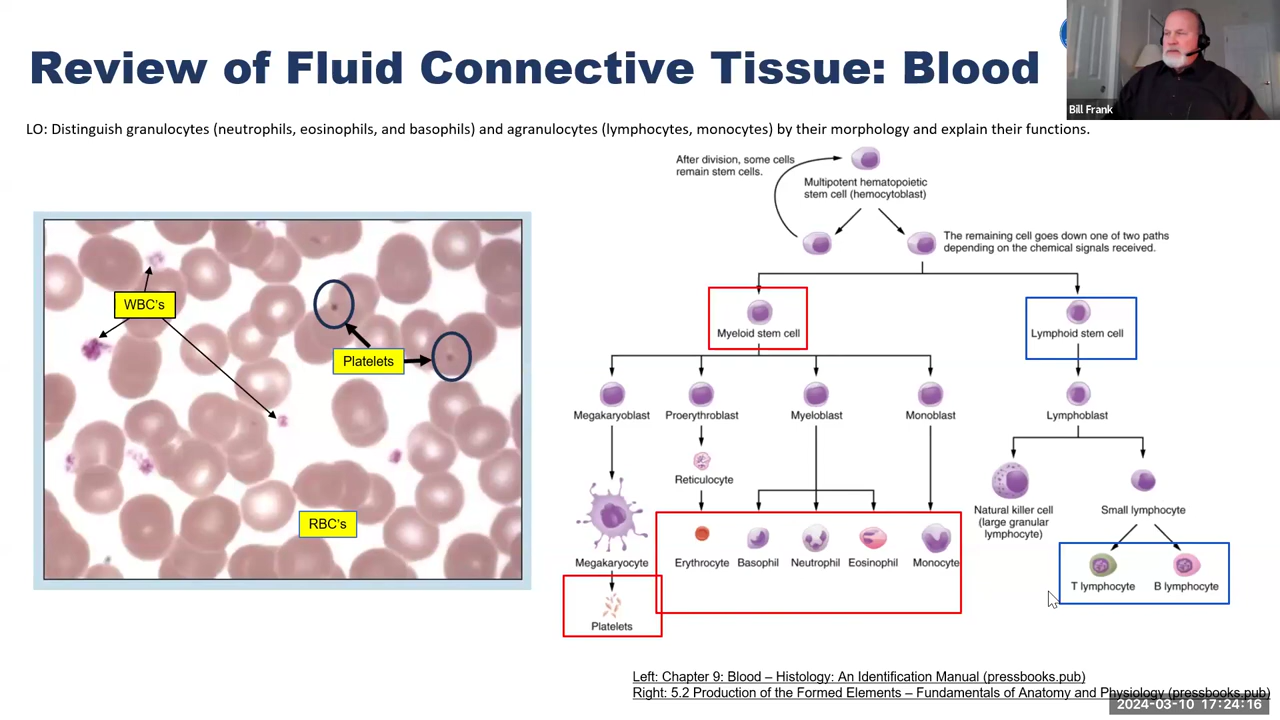 Review of Fluid Connective Tissue: Blood
Bill Frank
LO: Distinguish granulocytes (neutrophils, eosinophils, and basophils) and agranulocytes (lymphocytes, monocytes) by their morphology and explain their functions.
WBC's
Platelets
RBC's
After division, some cells
remain stem cells.
Multipotent hematopoietic
stem cell (hemocytoblast)
The remaining cell goes down one of two paths
depending on the chemical signals received.
Myeloid stem cell
Lymphoid stem cell
Megakaryoblast
Proerythroblast
Myeloblast
Monoblast
Lymphoblast
Reticulocyte
Natural killer cell
(large granular
lymphocyte)
Small lymphocyte
Megakaryocyte
Erythrocyte
Basophil
Neutrophil
Eosinophil
Monocyte
T lymphocyte
B lymphocyte
Platelets
Left: Chapter 9: Blood – Histology: An Identification Manual (pressbooks.pub)
Right: 5.2 Production of the Formed Elements – Fundamentals of Anatomy and Physiology (pressbooks.pub)
2024-03-10 17:24:16